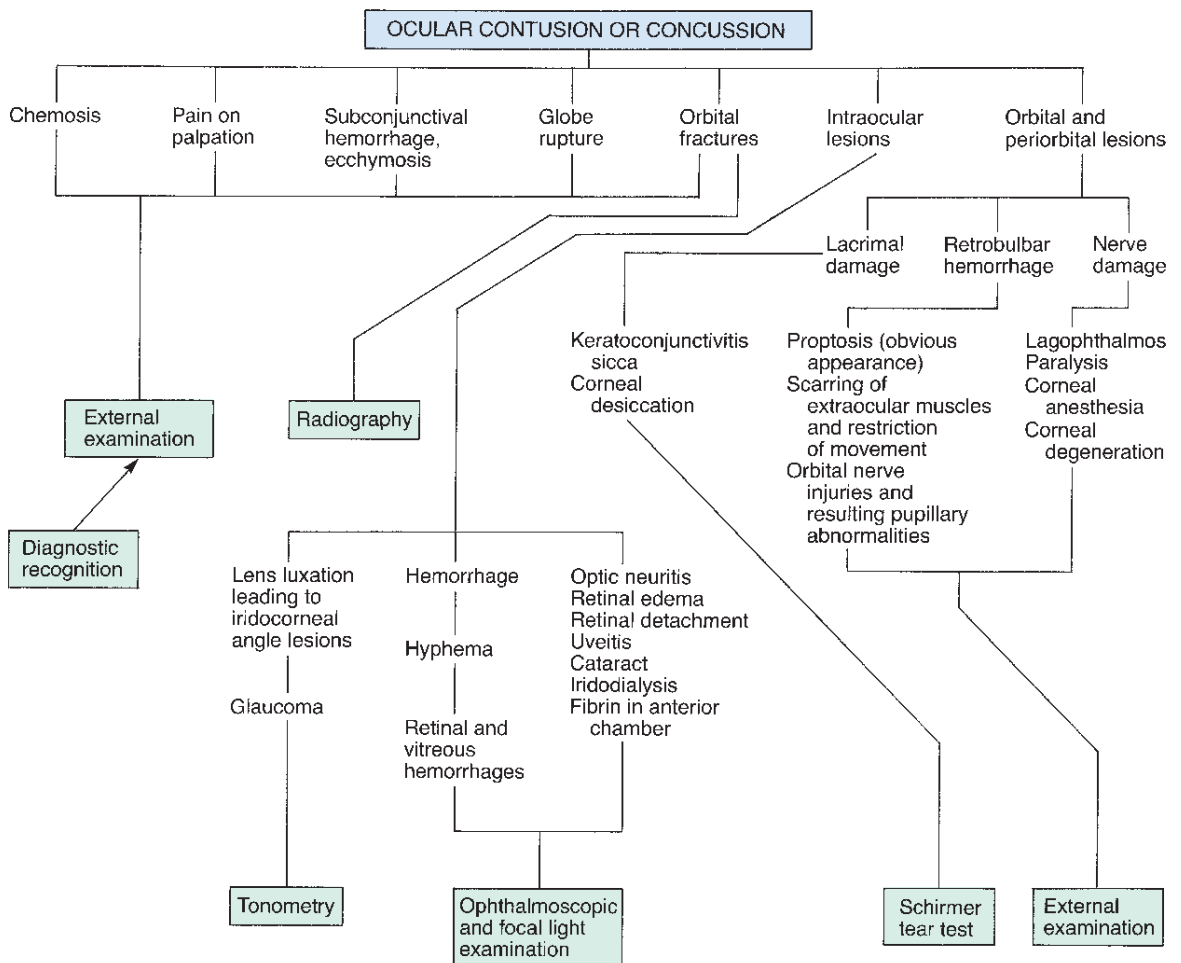 OCULAR CONTUSION OR CONCUSSION
Chemosis
Pain on
palpation
Subconjunctival
hemorrhage,
ecchymosis
Globe
rupture
Orbital
fractures
Intraocular
lesions
Orbital and
periorbital lesions
Lacrimal
damage
Retrobulbar
hemorrhage
Nerve
damage
Keratoconjunctivitis
sicca
Corneal
desiccation
Proptosis (obvious
appearance)
Scarring of
extraocular muscles
and restriction
of movement
Orbital nerve
injuries and
resulting pupillary
abnormalities
Lagophthalmos
Paralysis
Corneal
anesthesia
Corneal
degeneration
External
examination
Radiography
Diagnostic
recognition
Lens luxation
leading to
iridocorneal
angle lesions
Glaucoma
Hemorrhage
Hyphema
Retinal and
vitreous
hemorrhages
Optic neuritis
Retinal edema
Retinal detachment
Uveitis
Cataract
Iridodialysis
Fibrin in anterior
chamber
Tonometry
Ophthalmoscopic
and focal light
examination
Schirmer
tear test
External
examination